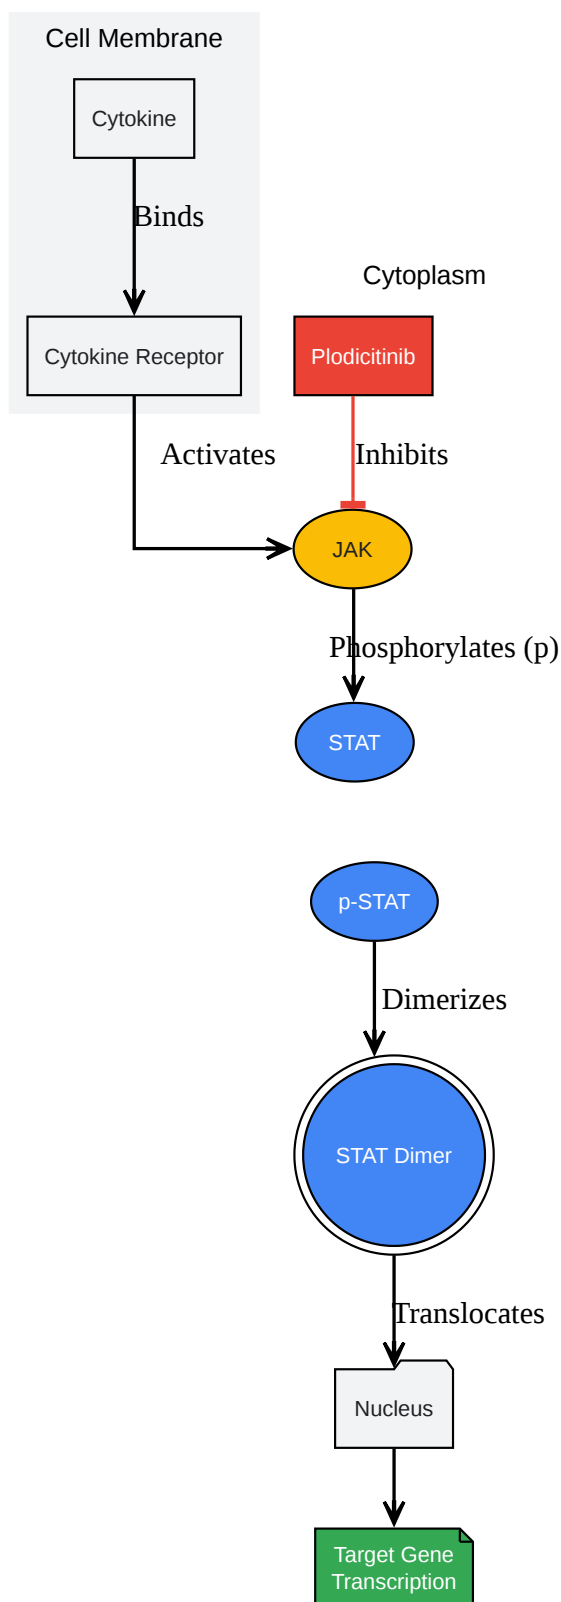 Cell Membrane
Cytokine
Binds
Cytoplasm
Cytokine Receptor
Plodicitinib
Activates
Inhibits
JAK
Phosphorylates (p)
STAT
p-STAT
Dimerizes
STAT Dimer
Translocates
Nucleus
Target Gene
Transcription